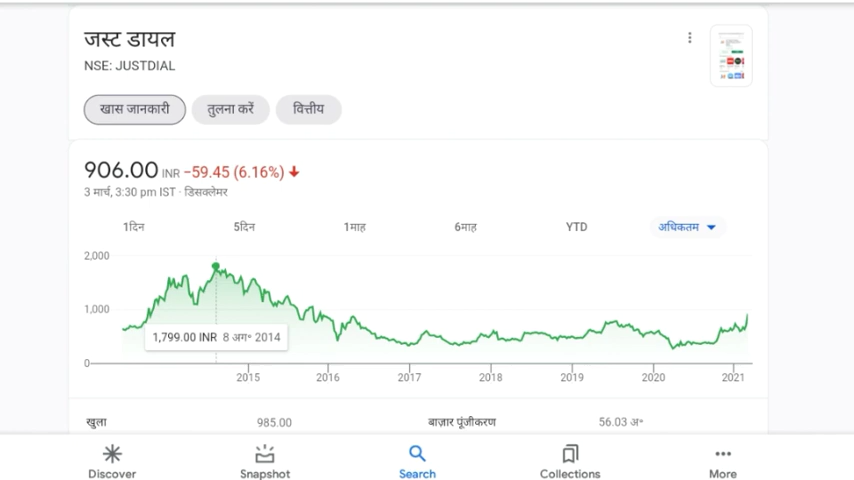 जस्ट डायल
NSE: JUSTDIAL
खास जानकारी तुलना करें वित्तीय
906.00 INR −59.45 (6.16%)
3 मार्च, 3:30 pm IST · डिसक्लेमर
1दिन 5दिन 1माह 6माह YTD अधिकतम
2,000
1,000
1,799.00 INR 8 अग॰ 2014
0
2015 2016 2017 2018 2019 2020 2021
खुला 985.00 बाज़ार पूंजीकरण 56.03 अ॰
Discover Snapshot Search Collections More